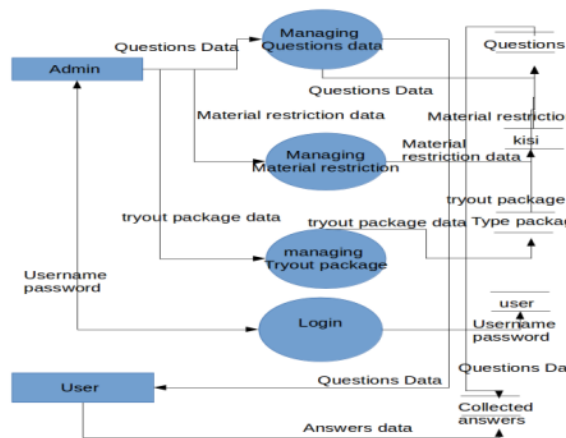 Managing
Questions data
Questions Data
Questions
Admin
Questions Data
Material restriction data
Material restriction
kisi
Managing
Material restriction
Material
restriction data
tryout package
tryout package data
tryout package data
Type package
managing
Tryout package
Username
password
user
Login
Username
password
Questions Da
User
Questions Data
Collected
answers
Answers data